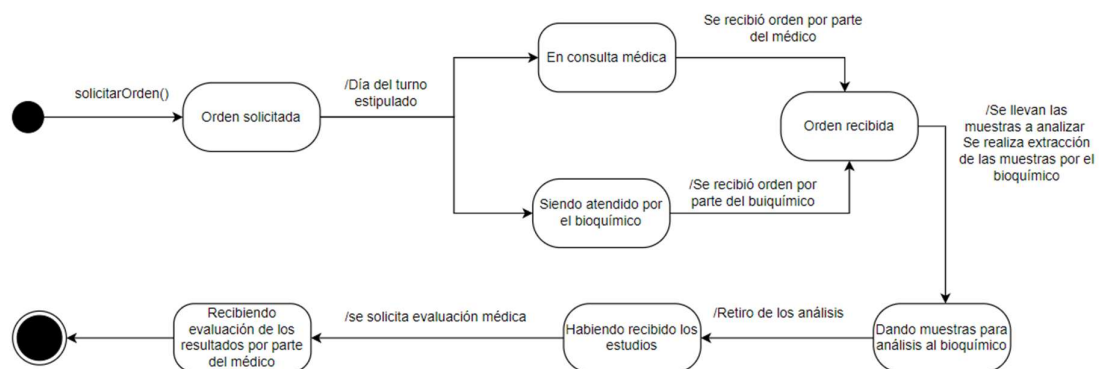 Se recibió orden por parte
del médico
En consulta médica
/Día del turno
estipulado
solicitarOrden()
Orden solicitada
Orden recibida
/Se llevan las
muestras a analizar
Se realiza extracción
de las muestras por el
bioquímico
Siendo atendido por
el bioquímico
/Se recibió orden por
parte del buiquímico
Recibiendo
evaluación de los
resultados por parte
del médico
/se solicita evaluación médica
Habiendo recibido los
estudios
/Retiro de los análisis
Dando muestras para
análisis al bioquímico